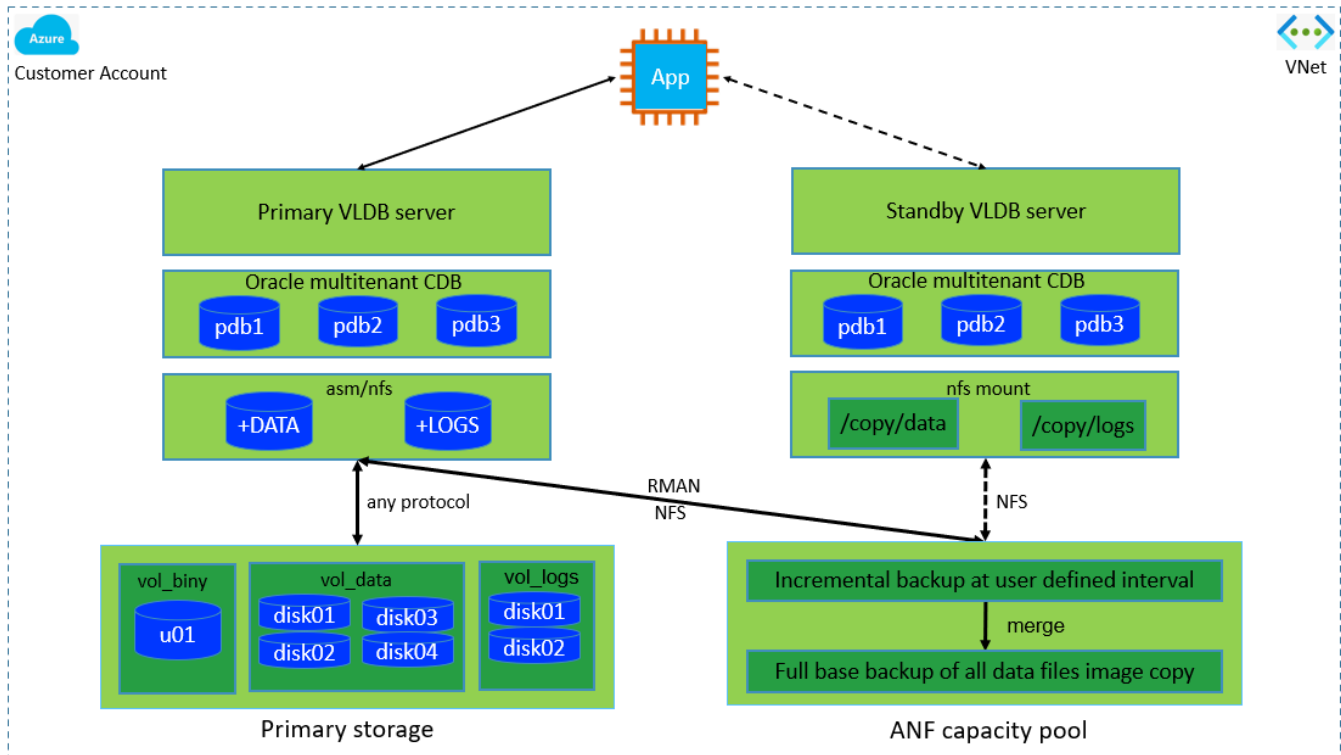 Azure
Customer Account
VNet
App
Primary VLDB server
Standby VLDB server
Oracle multitenant CDB
pdb1
pdb2
pdb3
Oracle multitenant CDB
pdb1
pdb2
pdb3
asm/nfs
+DATA
+LOGS
nfs mount
/copy/data
/copy/logs
any protocol
RMAN
NFS
NFS
vol_biny
u01
vol_data
disk01
disk03
disk02
disk04
vol_logs
disk01
disk02
Incremental backup at user defined interval
merge
Full base backup of all data files image copy
Primary storage
ANF capacity pool